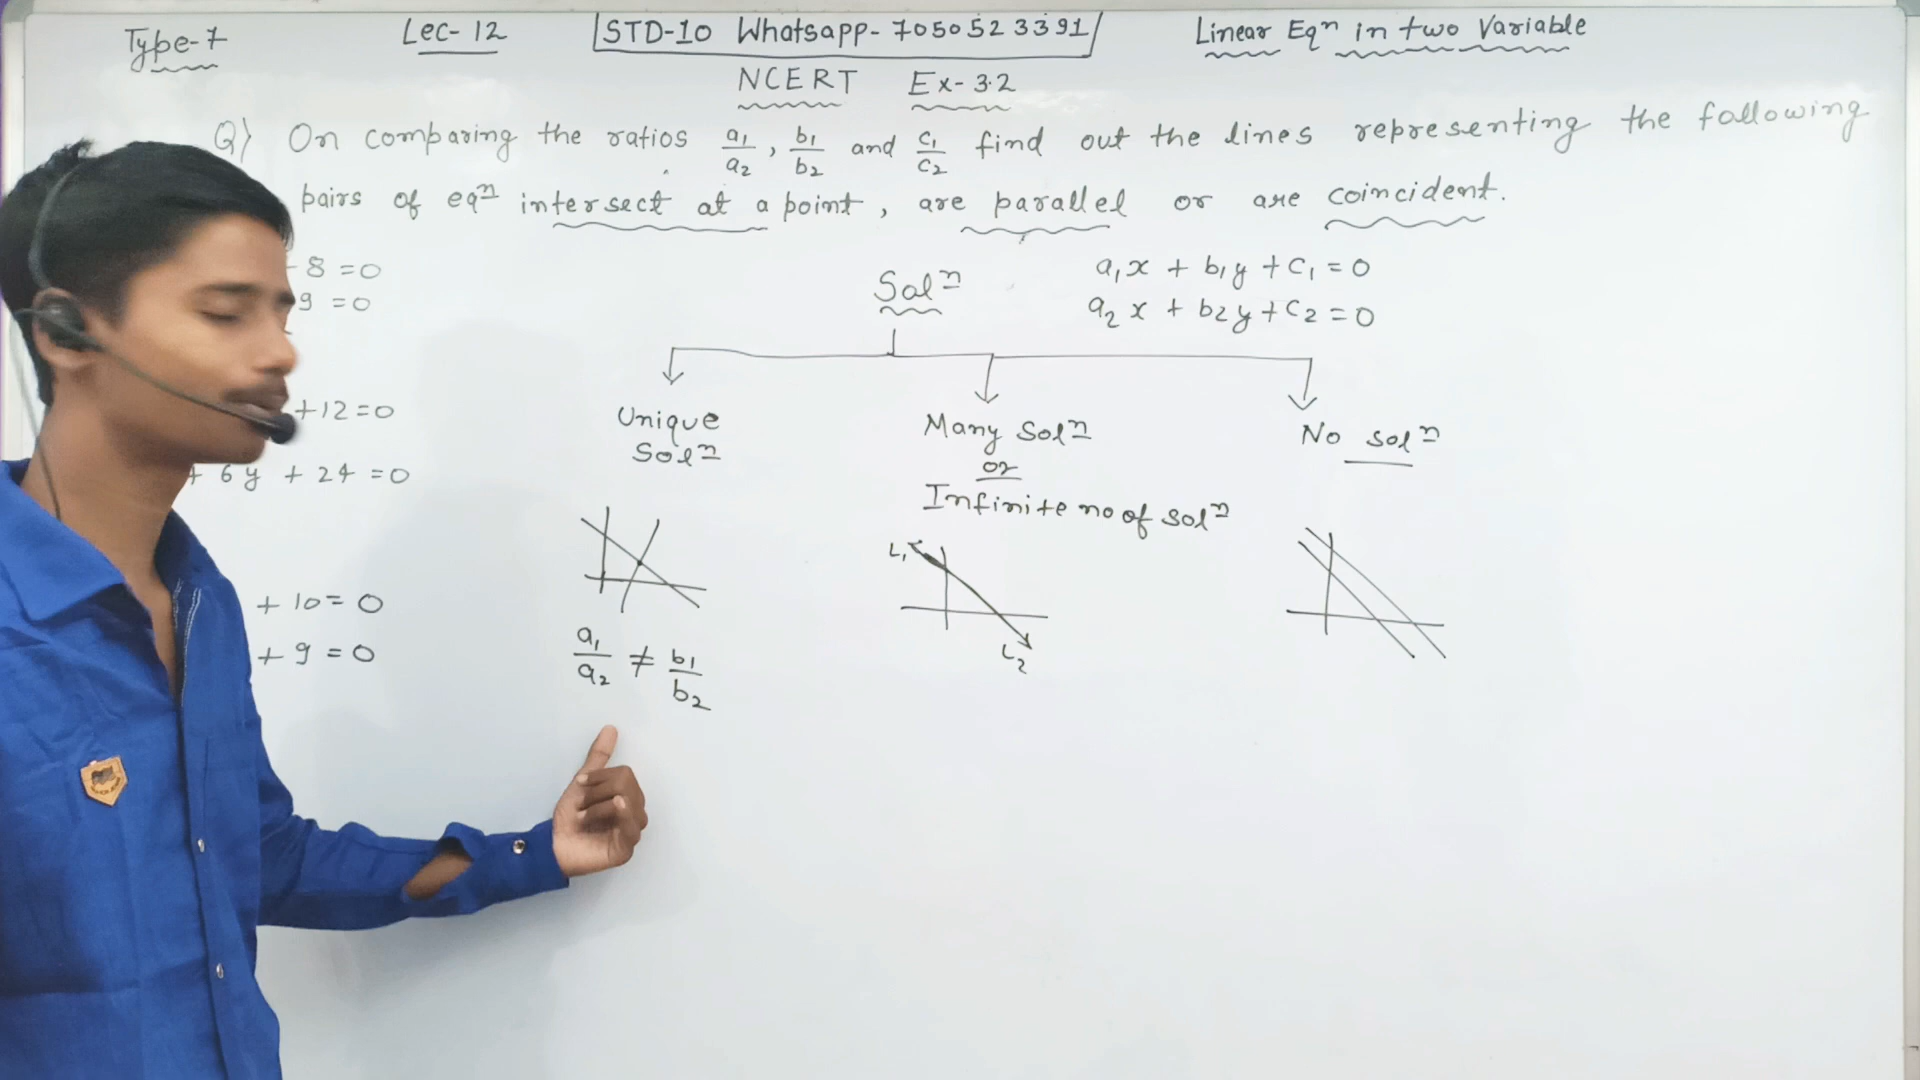 Type-7 Lec-12 STD-10 Whatsapp-7050523391 Linear Eqn in two Variable
NCERT Ex-3.2
Q) On comparing the ratios a1/a2, b1/b2 and c1/c2 find out the lines representing the following
pairs of eqn intersect at a point, are parallel or are coincident.
-8=0
9=0
+12=0
+6y+24=0
+10=0
+9=0
Soln
a1x+b1y+c1=0
a2x+b2y+c2=0
Unique
Soln
Many Soln
or
Infinite no of soln
No soln
L1
L2
a1/a2 ≠ b1/b2